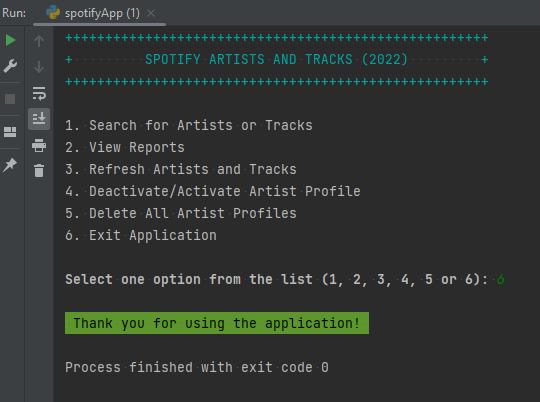 Run: spotifyApp (1)
+++++++++++++++++++++++++++++++++++++++++++++++++++++
+ SPOTIFY ARTISTS AND TRACKS (2022) +
+++++++++++++++++++++++++++++++++++++++++++++++++++++
1. Search for Artists or Tracks
2. View Reports
3. Refresh Artists and Tracks
4. Deactivate/Activate Artist Profile
5. Delete All Artist Profiles
6. Exit Application
Select one option from the list (1, 2, 3, 4, 5 or 6): 6
Thank you for using the application!
Process finished with exit code 0